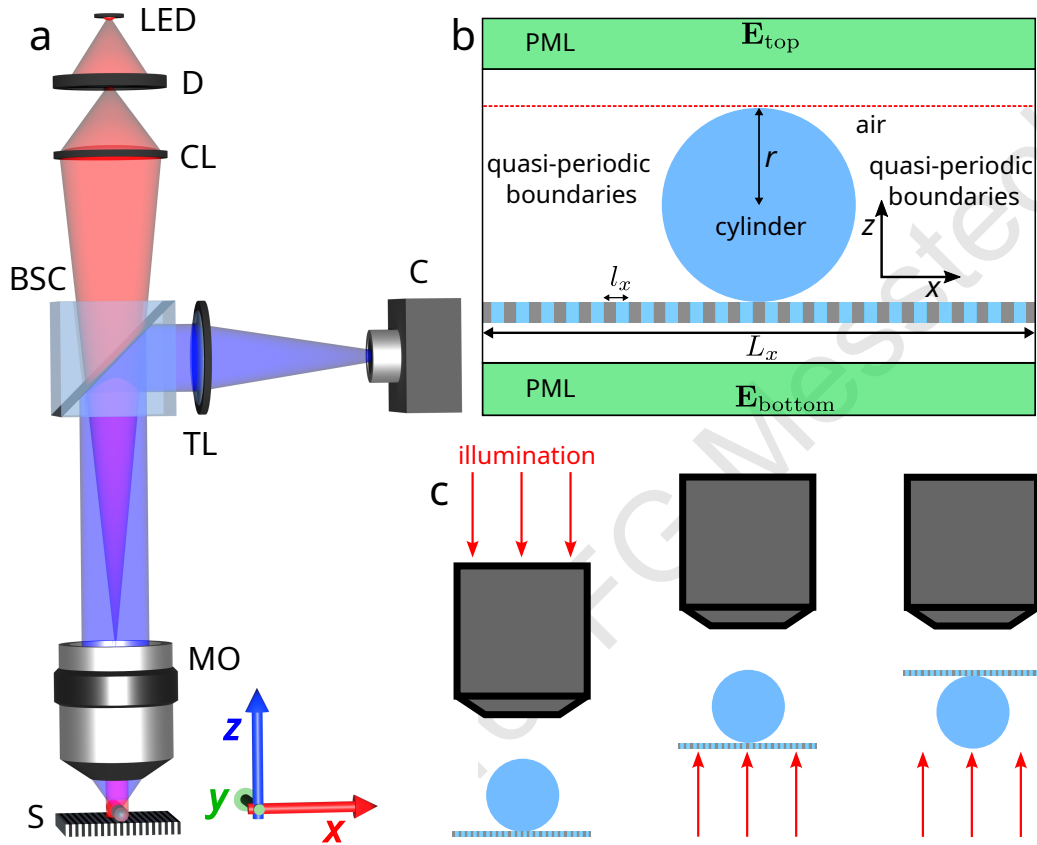 a
LED
D
CL
BSC
C
TL
MO
S
z
y
x
b
PML
E_top
air
r
quasi-periodic
boundaries
quasi-periodic
boundaries
cylinder
z
x
l_x
L_x
PML
E_bottom
c
illumination